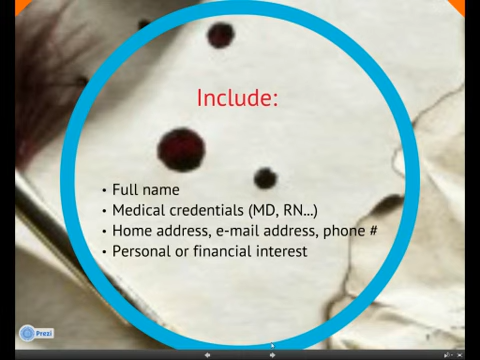 Include:
• Full name
• Medical credentials (MD, RN...)
• Home address, e-mail address, phone #
• Personal or financial interest
Prezi